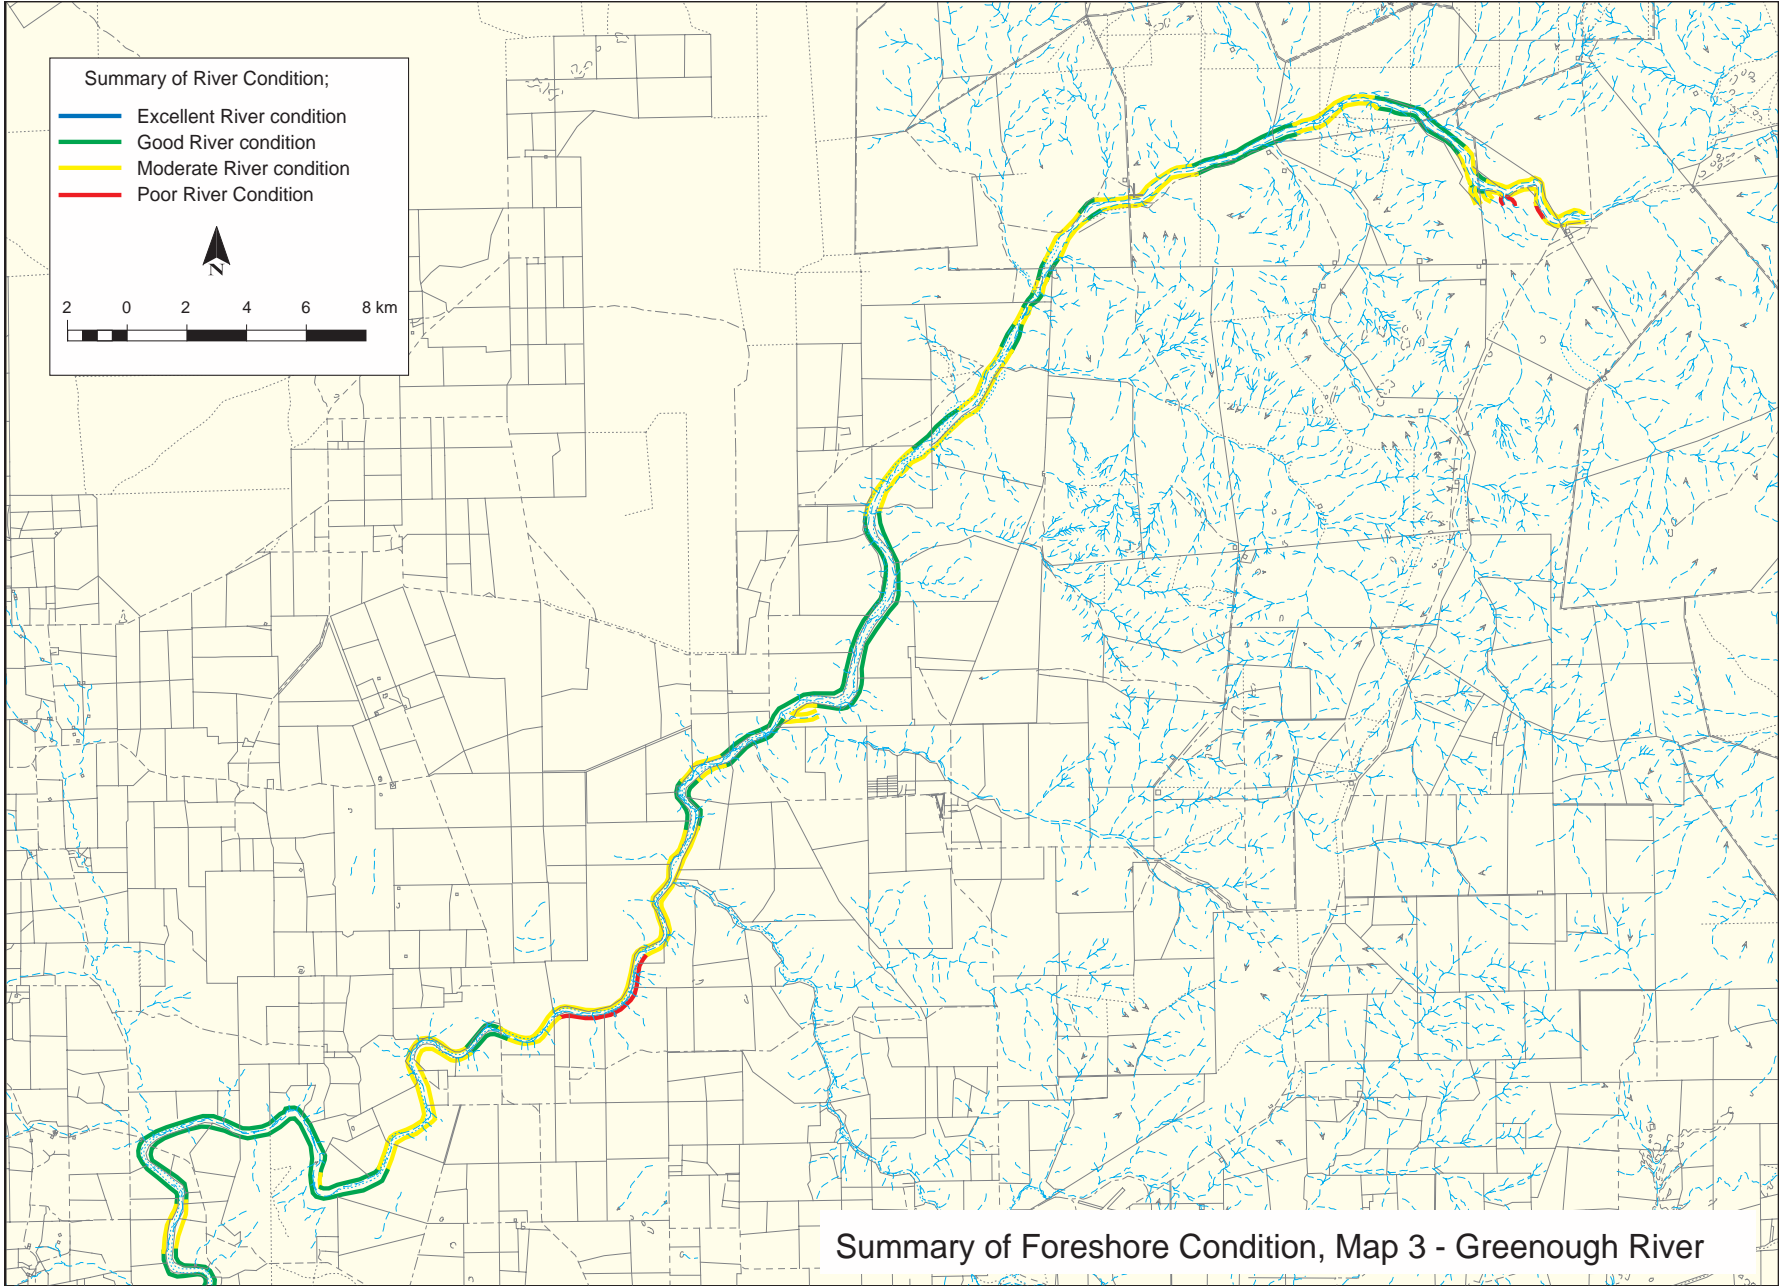 Summary of River Condition;
Excellent River condition
Good River condition
Moderate River condition
Poor River Condition
N
2 0 2 4 6 8 km
Summary of Foreshore Condition, Map 3 - Greenough River